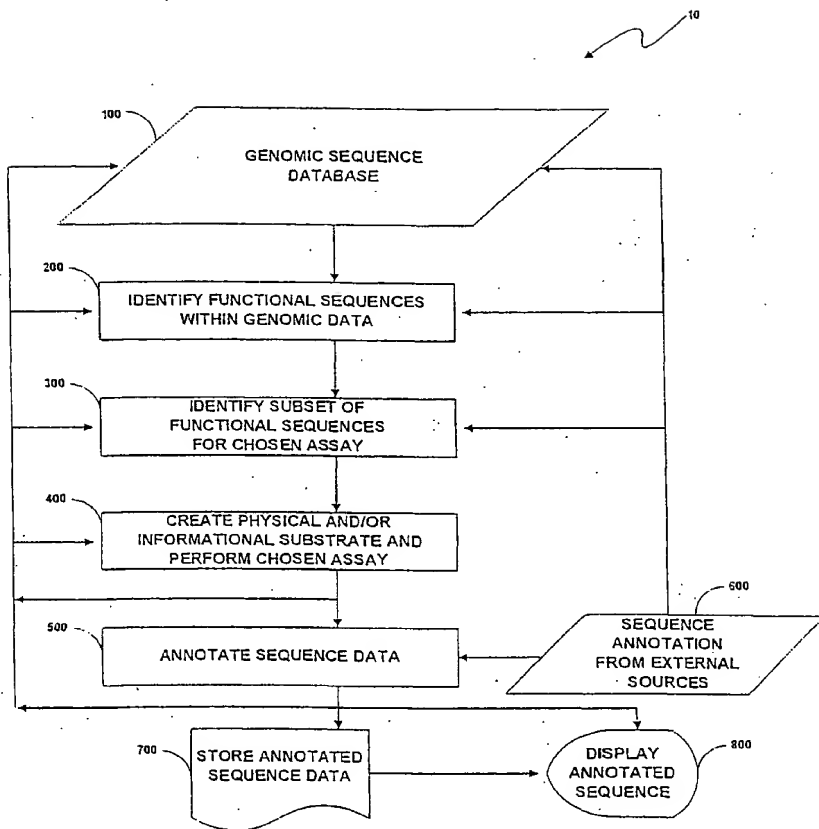 10
100
GENOMIC SEQUENCE
DATABASE
200
IDENTIFY FUNCTIONAL SEQUENCES
WITHIN GENOMIC DATA
300
IDENTIFY SUBSET OF
FUNCTIONAL SEQUENCES
FOR CHOSEN ASSAY
400
CREATE PHYSICAL AND/OR
INFORMATIONAL SUBSTRATE AND
PERFORM CHOSEN ASSAY
500
ANNOTATE SEQUENCE DATA
600
SEQUENCE
ANNOTATION
FROM EXTERNAL
SOURCES
700
STORE ANNOTATED
SEQUENCE DATA
800
DISPLAY
ANNOTATED
SEQUENCE